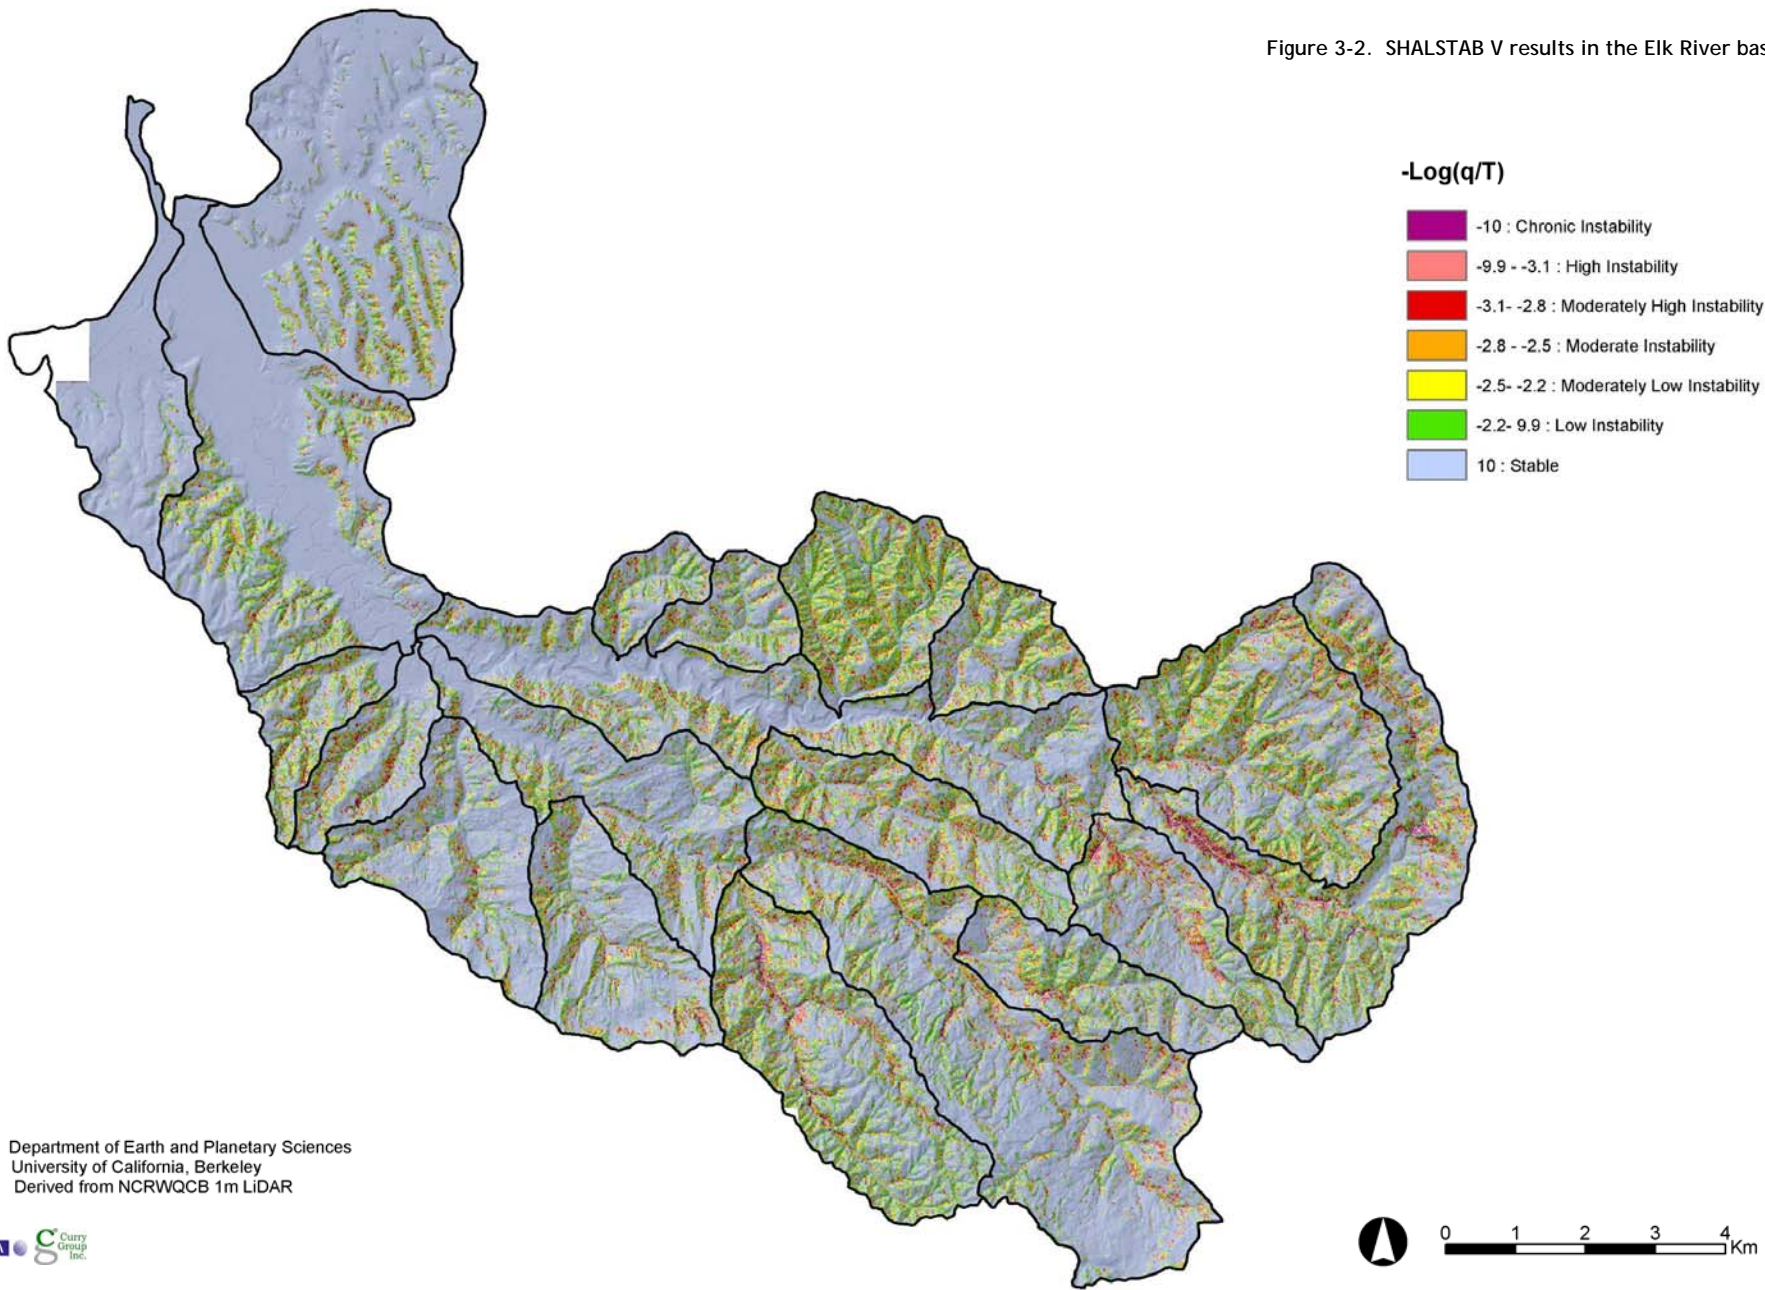 Figure 3-2. SHALSTAB V results in the Elk River bas
-Log(q/T)
-10 : Chronic Instability
-9.9 - -3.1 : High Instability
-3.1- -2.8 : Moderately High Instability
-2.8 - -2.5 : Moderate Instability
-2.5- -2.2 : Moderately Low Instability
-2.2- 9.9 : Low Instability
10 : Stable
Department of Earth and Planetary Sciences
University of California, Berkeley
Derived from NCRWQCB 1m LiDAR
Curry
Group
Inc.
0 1 2 3 4
Km